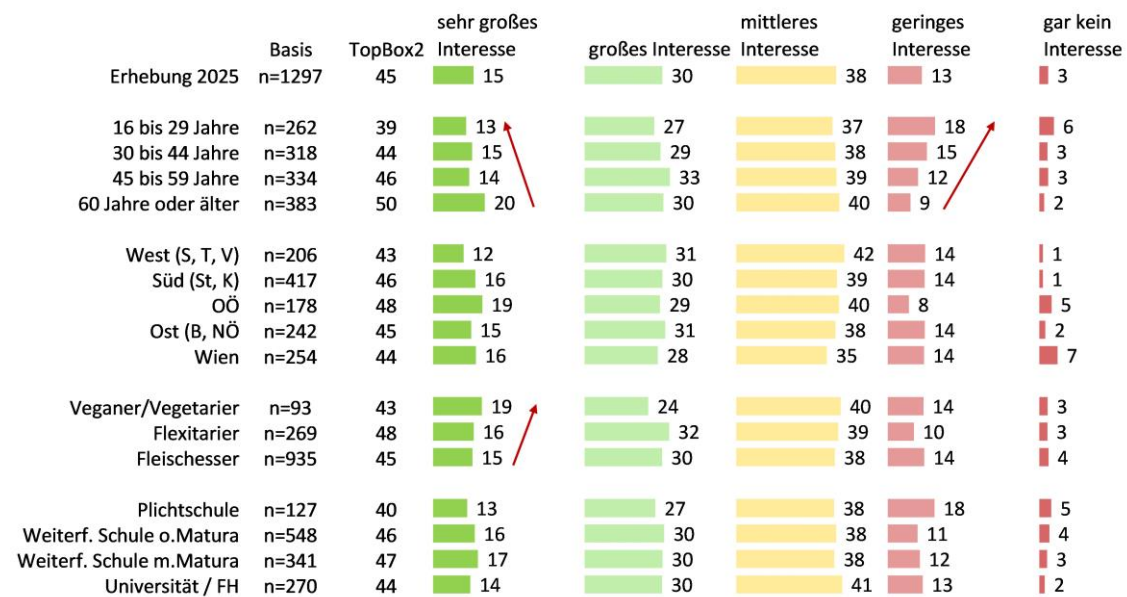 sehr großes mittleres geringes gar kein
Basis TopBox2 Interesse großes Interesse Interesse Interesse Interesse
Erhebung 2025 n=1297 45 15 30 38 13 3
16 bis 29 Jahre n=262 39 13 27 37 18 6
30 bis 44 Jahre n=318 44 15 29 38 15 3
45 bis 59 Jahre n=334 46 14 33 39 12 3
60 Jahre oder älter n=383 50 20 30 40 9 2
West (S, T, V) n=206 43 12 31 42 14 1
Süd (St, K) n=417 46 16 30 39 14 1
OÖ n=178 48 19 29 40 8 5
Ost (B, NÖ n=242 45 15 31 38 14 2
Wien n=254 44 16 28 35 14 7
Veganer/Vegetarier n=93 43 19 24 40 14 3
Flexitarier n=269 48 16 32 39 10 3
Fleischesser n=935 45 15 30 38 14 4
Plichtschule n=127 40 13 27 38 18 5
Weiterf. Schule o.Matura n=548 46 16 30 38 11 4
Weiterf. Schule m.Matura n=341 47 17 30 38 12 3
Universität / FH n=270 44 14 30 41 13 2